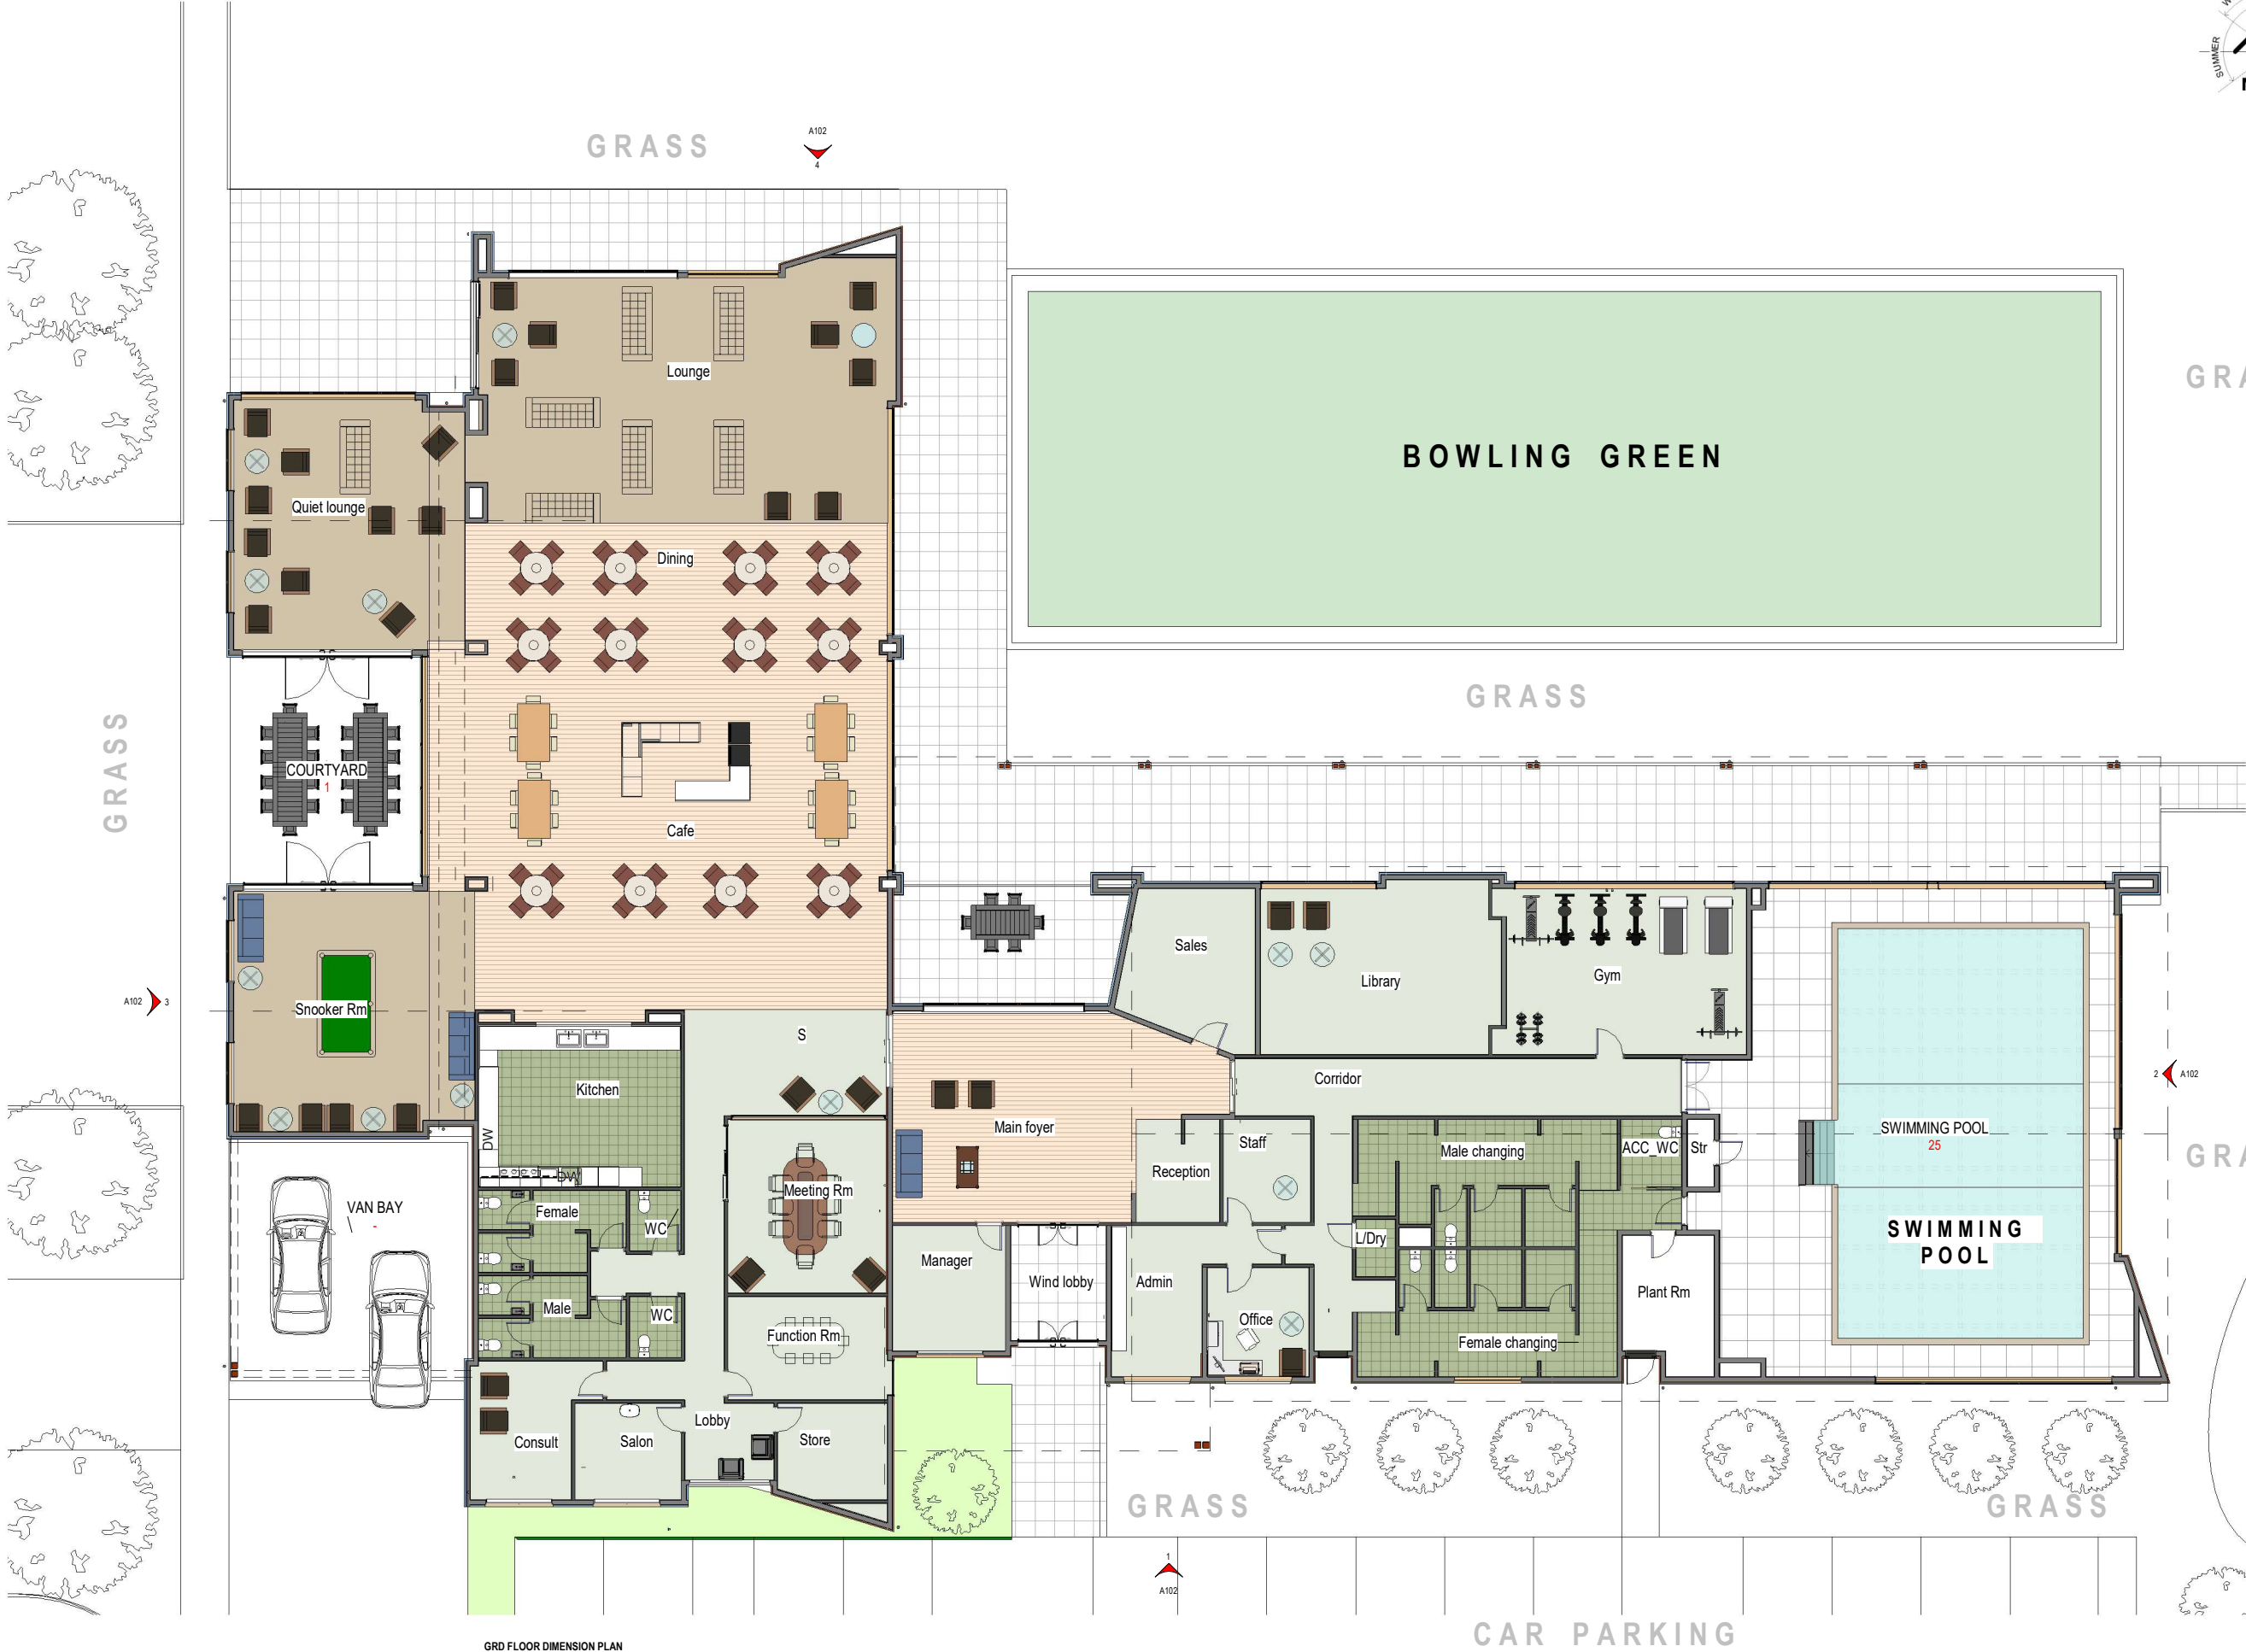 SUMMER
A102
4
GRASS
Lounge
BOWLING GREEN
Quiet lounge
Dining
GRASS
GRASS
COURTYARD
1
Cafe
Sales
Library
Gym
A102
3
Snooker Rm
S
Kitchen
DW
DW
Corridor
2
A102
Main foyer
Staff
Reception
Male changing
ACC_WC
Str
SWIMMING POOL
25
SWIMMING
POOL
Meeting Rm
VAN BAY
-
Female
WC
Manager
Wind lobby
Admin
L/Dry
Plant Rm
Male
WC
Function Rm
Office
Female changing
Consult
Salon
Lobby
Store
GRASS
GRASS
1
A102
CAR PARKING
GRD FLOOR DIMENSION PLAN